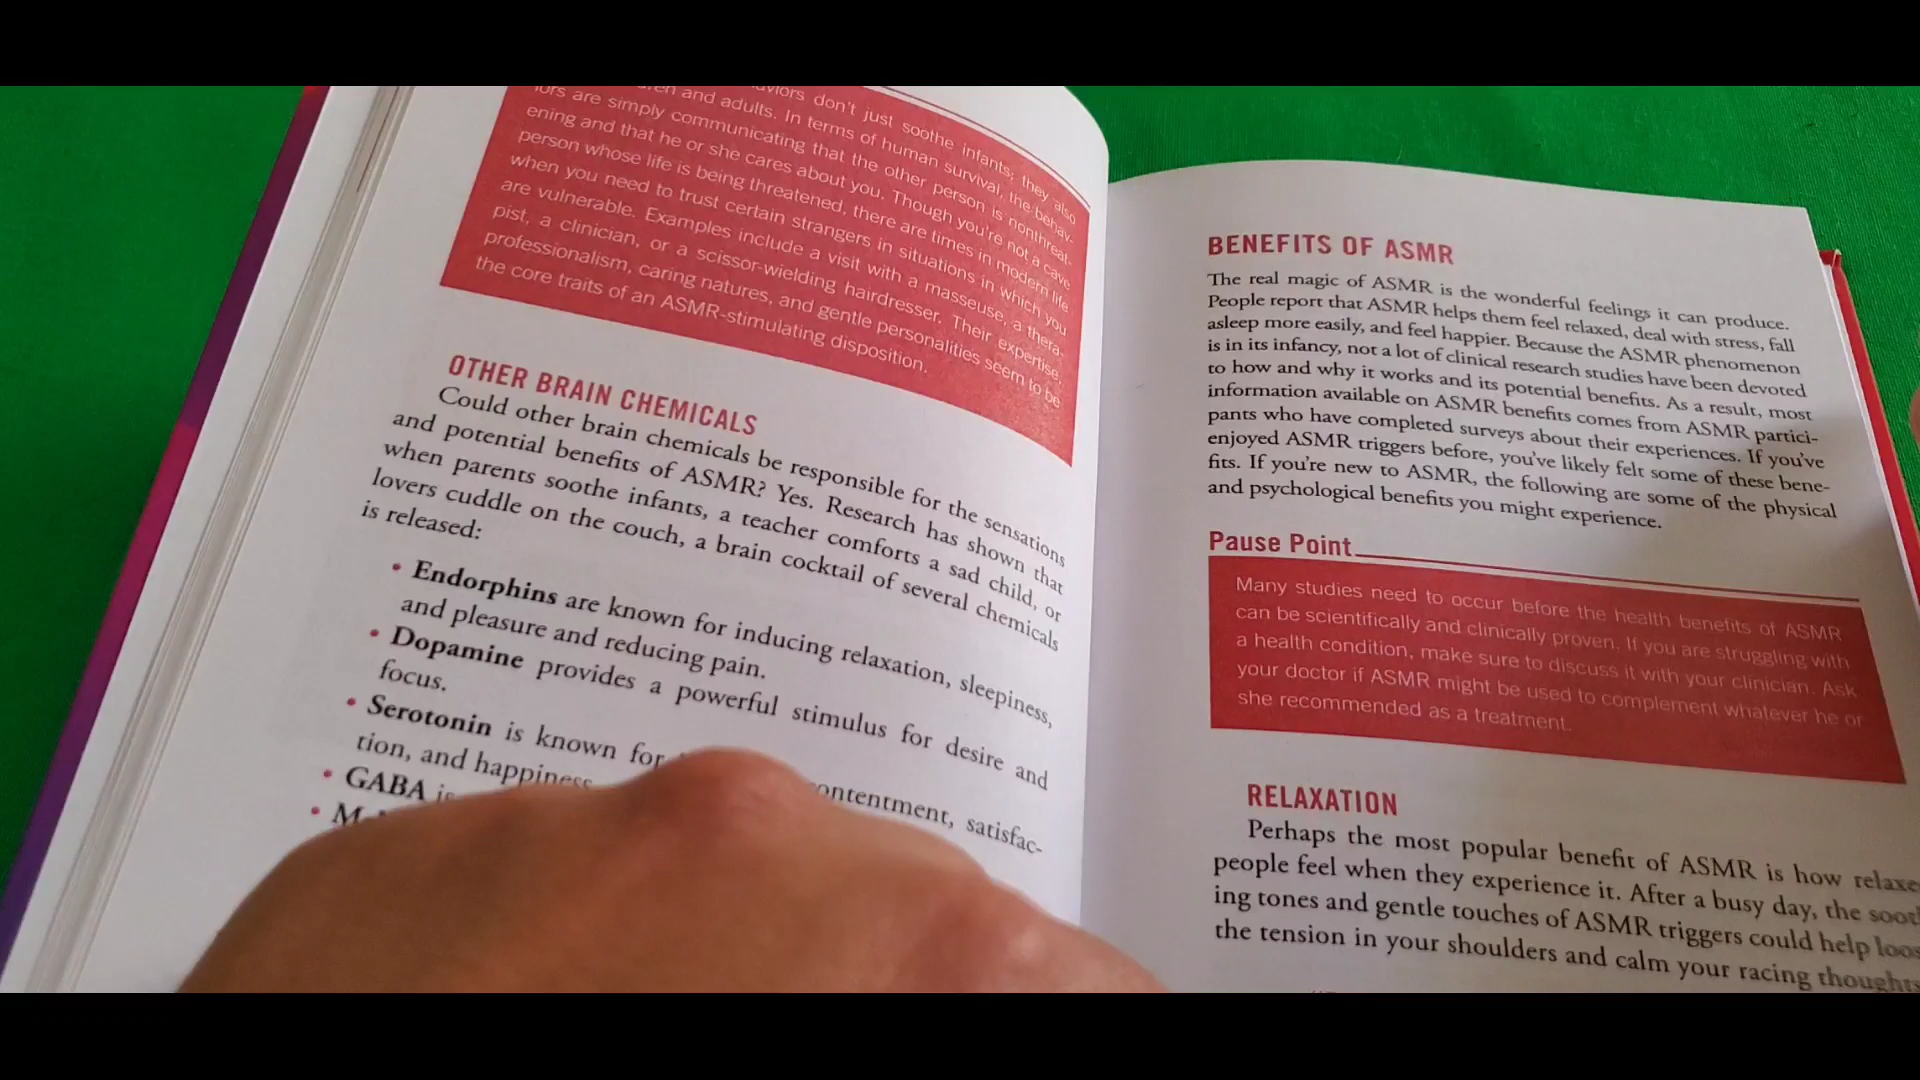 aviors don't just soothe infants; they also
ren and adults. In terms of human survival, the behav-
iors are simply communicating that the other person is nonthreat-
ening and that he or she cares about you. Though you're not a cave
person whose life is being threatened, there are times in modern life
when you need to trust certain strangers in situations in which you
are vulnerable. Examples include a visit with a masseuse, a thera-
pist, a clinician, or a scissor-wielding hairdresser. Their expertise,
professionalism, caring natures, and gentle personalities seem to be
the core traits of an ASMR-stimulating disposition.
OTHER BRAIN CHEMICALS
Could other brain chemicals be responsible for the sensations
and potential benefits of ASMR? Yes. Research has shown that
when parents soothe infants, a teacher comforts a sad child, or
lovers cuddle on the couch, a brain cocktail of several chemicals
is released:
• Endorphins are known for inducing relaxation, sleepiness,
and pleasure and reducing pain.
• Dopamine provides a powerful stimulus for desire and
focus.
• Serotonin is known for contentment, satisfac-
tion, and happiness
• GABA is
BENEFITS OF ASMR
The real magic of ASMR is the wonderful feelings it can produce.
People report that ASMR helps them feel relaxed, deal with stress, fall
asleep more easily, and feel happier. Because the ASMR phenomenon
is in its infancy, not a lot of clinical research studies have been devoted
to how and why it works and its potential benefits. As a result, most
information available on ASMR benefits comes from ASMR partici-
pants who have completed surveys about their experiences. If you've
enjoyed ASMR triggers before, you've likely felt some of these bene-
fits. If you're new to ASMR, the following are some of the physical
and psychological benefits you might experience.
Pause Point
Many studies need to occur before the health benefits of ASMR
can be scientifically and clinically proven. If you are struggling with
a health condition, make sure to discuss it with your clinician. Ask
your doctor if ASMR might be used to complement whatever he or
she recommended as a treatment.
RELAXATION
Perhaps the most popular benefit of ASMR is how relaxe
people feel when they experience it. After a busy day, the soot
ing tones and gentle touches of ASMR triggers could help loos
the tension in your shoulders and calm your racing thoughts